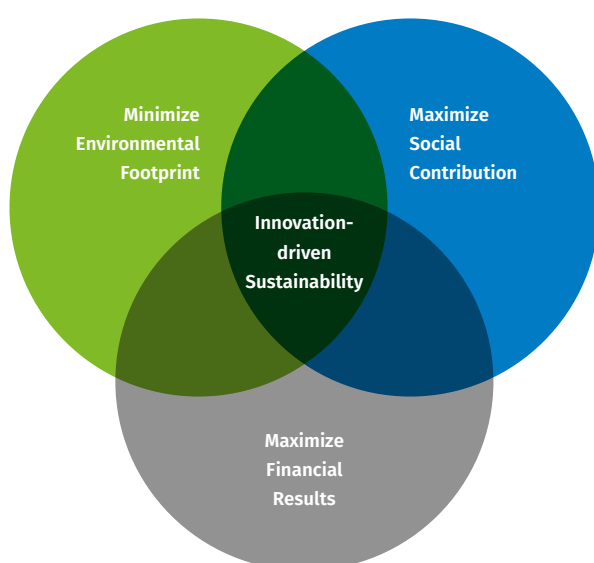 Minimize
Environmental
Footprint
Maximize
Social
Contribution
Innovation-
driven
Sustainability
Maximize
Financial
Results